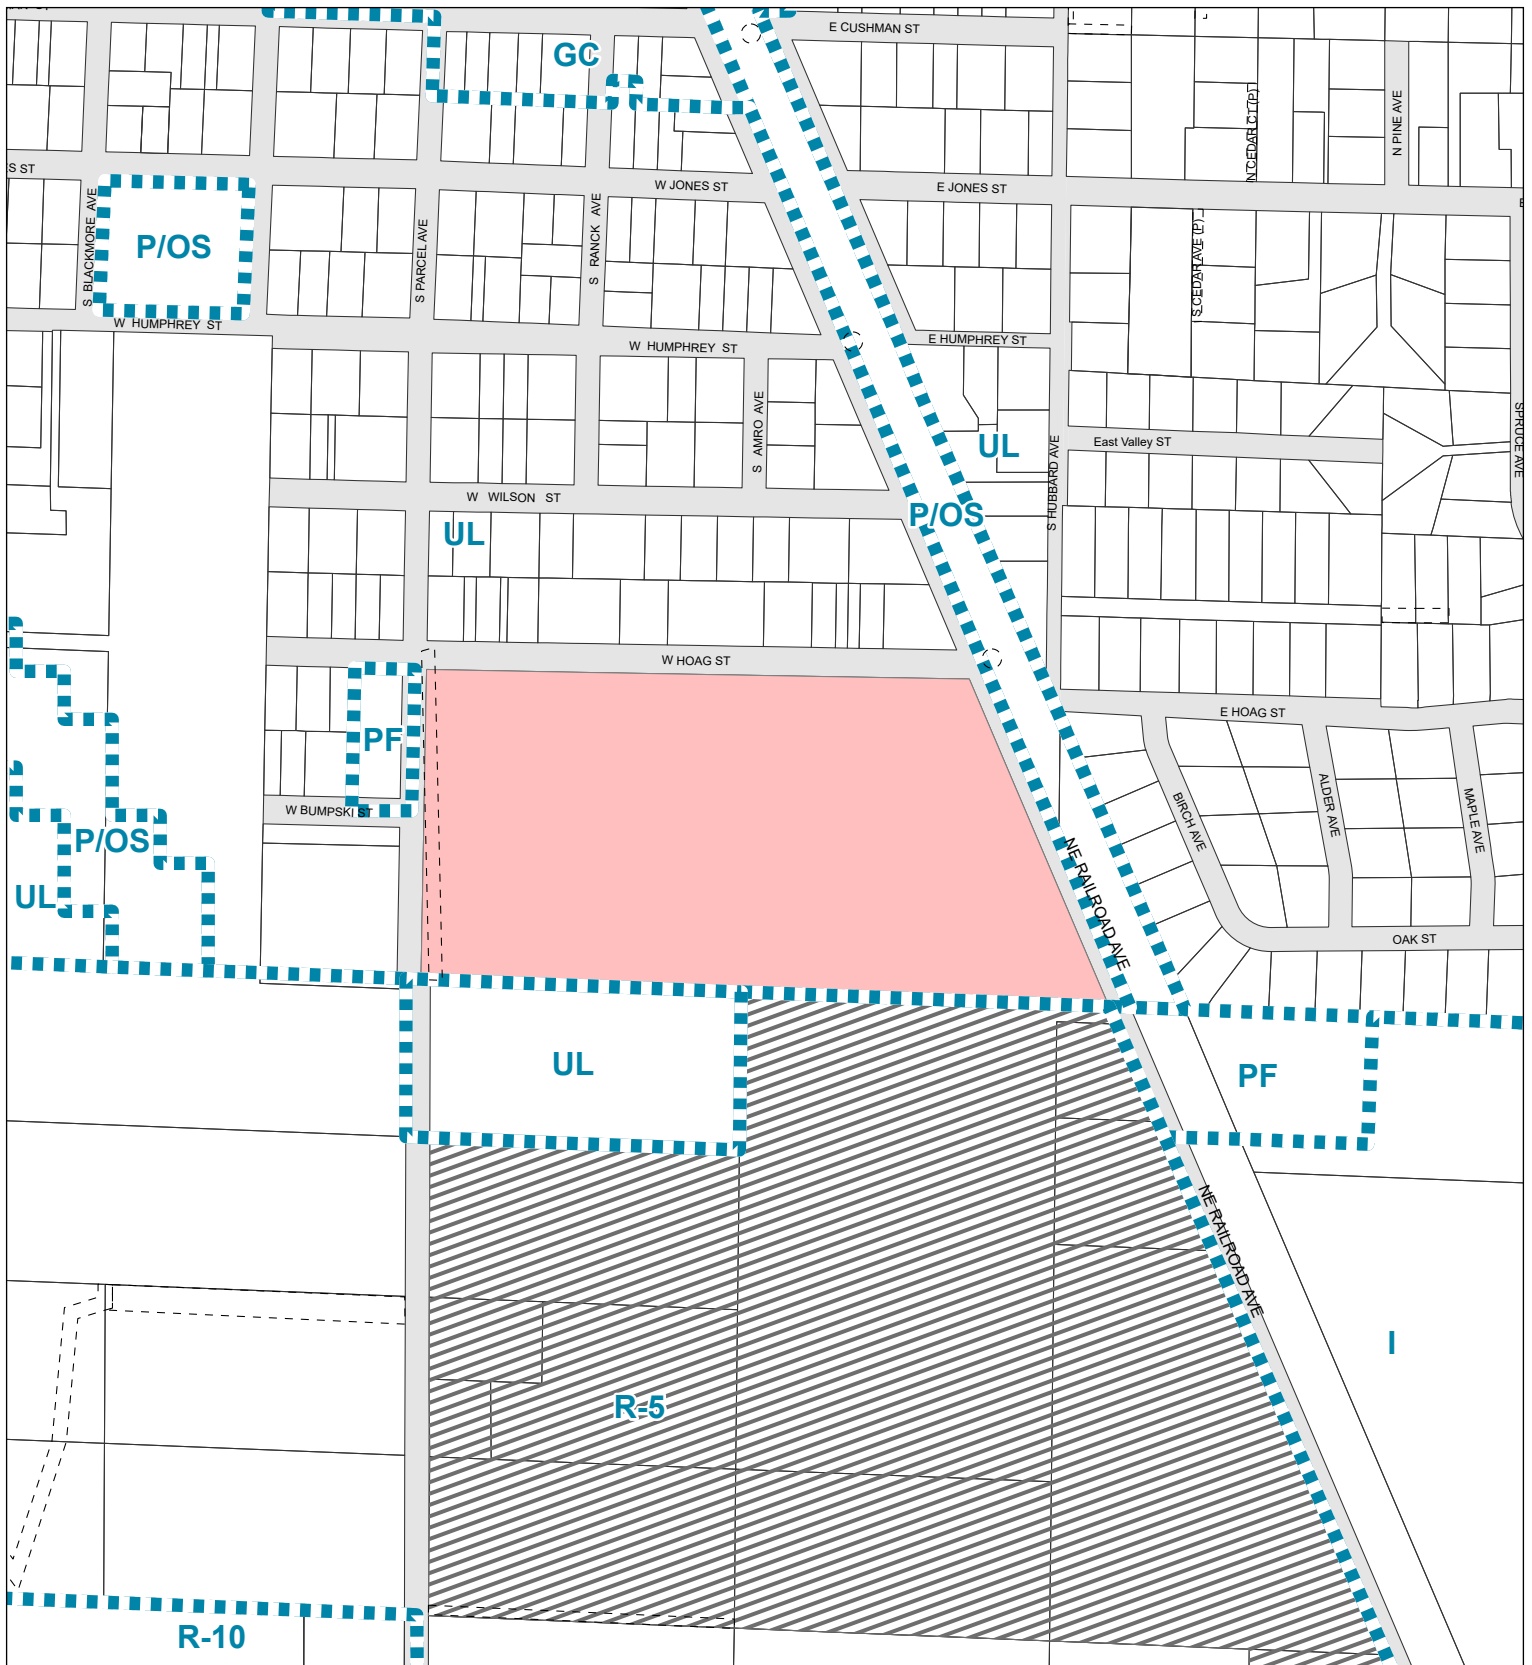 E CUSHMAN ST
GC
N CEDAR CT (P)
N PINE AVE
S ST
W JONES ST
E JONES ST
S BLACKMORE AVE
P/OS
S PARCEL AVE
S RANCK AVE
S CEDAR AVE (P)
W HUMPHREY ST
W HUMPHREY ST
E HUMPHREY ST
S AMRO AVE
UL
S HUBBARD AVE
East Valley ST
SPRUCE AVE
W WILSON ST
P/OS
UL
W HOAG ST
E HOAG ST
PF
W BUMPSKI ST
P/OS
UL
NE RAILROAD AVE
BIRCH AVE
ALDER AVE
MAPLE AVE
OAK ST
UL
PF
NE RAILROAD AVE
I
R-5
R-10